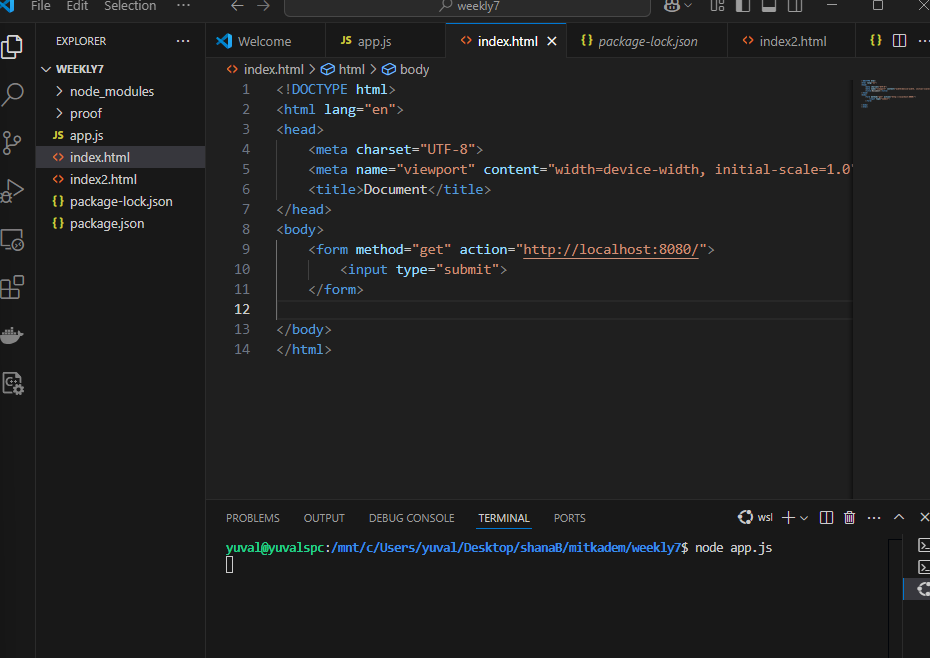 File Edit Selection ··· weekly7
EXPLORER ···
WEEKLY7
node_modules
proof
JS app.js
<> index.html
<> index2.html
{} package-lock.json
{} package.json
Welcome JS app.js <> index.html {} package-lock.json <> index2.html {} ···
<> index.html > html > body
1 <!DOCTYPE html>
2 <html lang="en">
3 <head>
4 <meta charset="UTF-8">
5 <meta name="viewport" content="width=device-width, initial-scale=1.0"
6 <title>Document</title>
7 </head>
8 <body>
9 <form method="get" action="http://localhost:8080/">
10 <input type="submit">
11 </form>
12
13 </body>
14 </html>
PROBLEMS OUTPUT DEBUG CONSOLE TERMINAL PORTS wsl ···
yuval@yuvalspc:/mnt/c/Users/yuval/Desktop/shanaB/mitkadem/weekly7$ node app.js